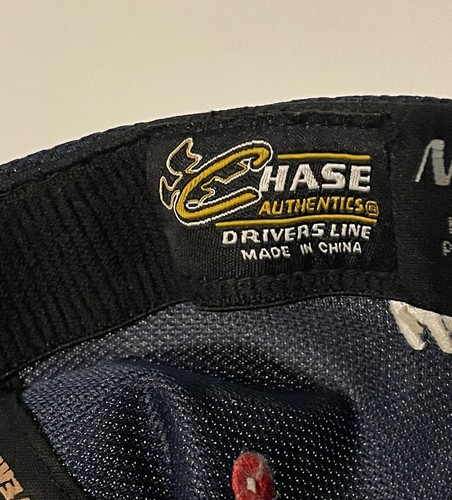 CHASE
AUTHENTICS
DRIVERS LINE
MADE IN CHINA